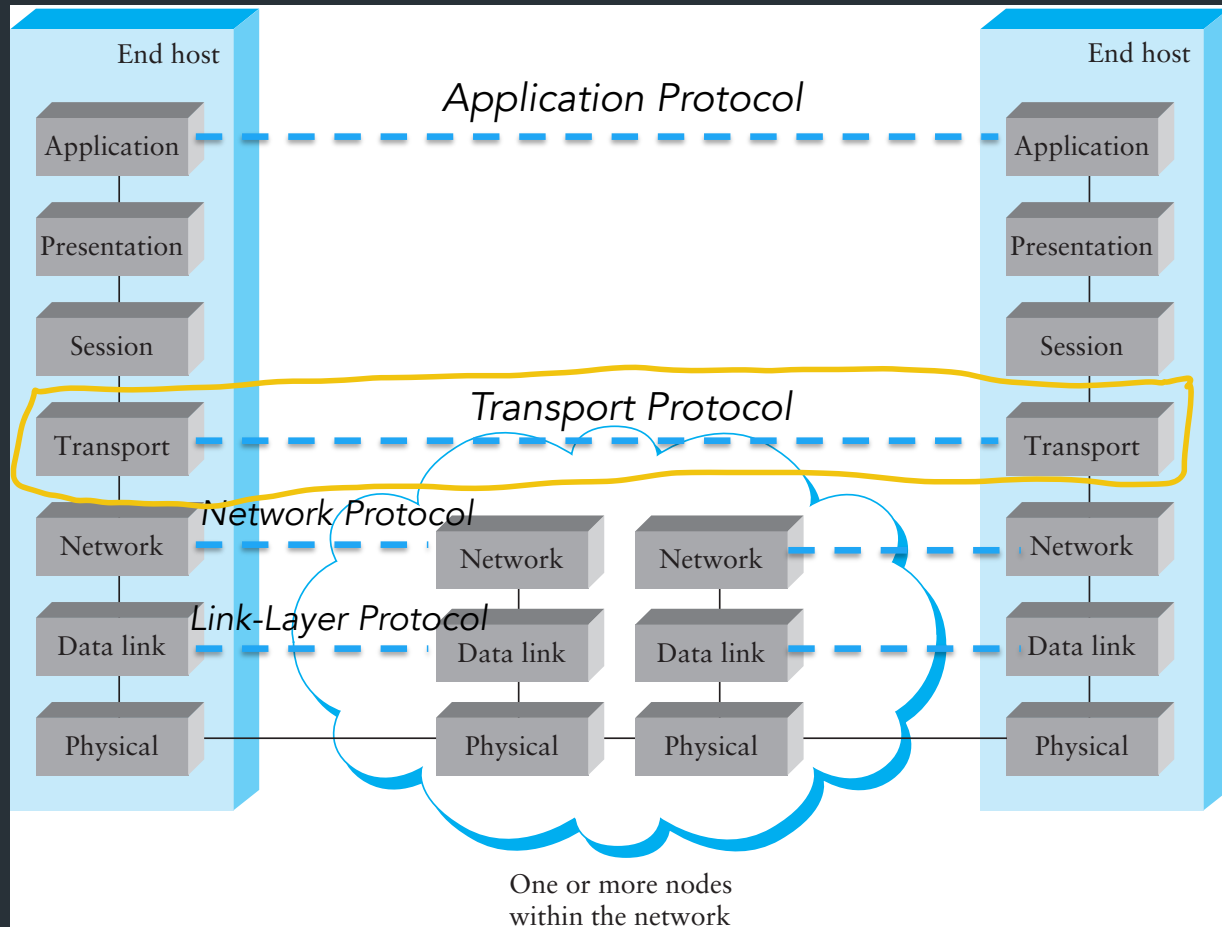 End host
End host
Application Protocol
Application
Application
Presentation
Presentation
Session
Session
Transport Protocol
Transport
Transport
Network Protocol
Network
Network
Network
Network
Link-Layer Protocol
Data link
Data link
Data link
Data link
Physical
Physical
Physical
Physical
One or more nodes
within the network